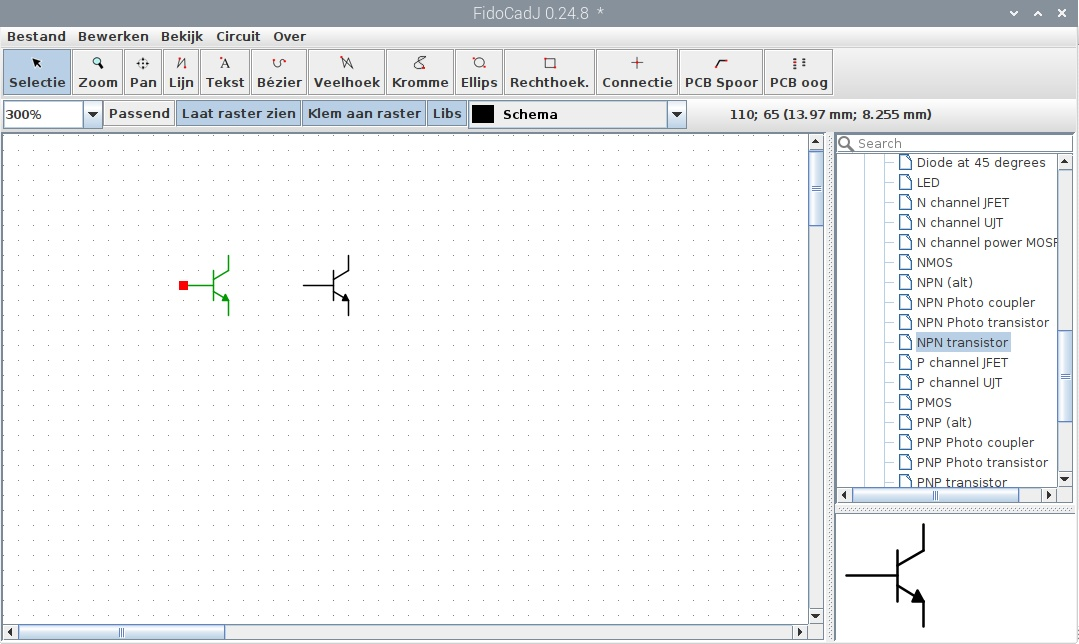 FidoCadJ 0.24.8 *
Bestand Bewerken Bekijk Circuit Over
Selectie Zoom Pan Lijn Tekst Bézier Veelhoek Kromme Ellips Rechthoek. Connectie PCB Spoor PCB oog
300% Passend Laat raster zien Klem aan raster Libs Schema 110; 65 (13.97 mm; 8.255 mm)
Search
Diode at 45 degrees
LED
N channel JFET
N channel UJT
N channel power MOSF
NMOS
NPN (alt)
NPN Photo coupler
NPN Photo transistor
NPN transistor
P channel JFET
P channel UJT
PMOS
PNP (alt)
PNP Photo coupler
PNP Photo transistor
PNP transistor